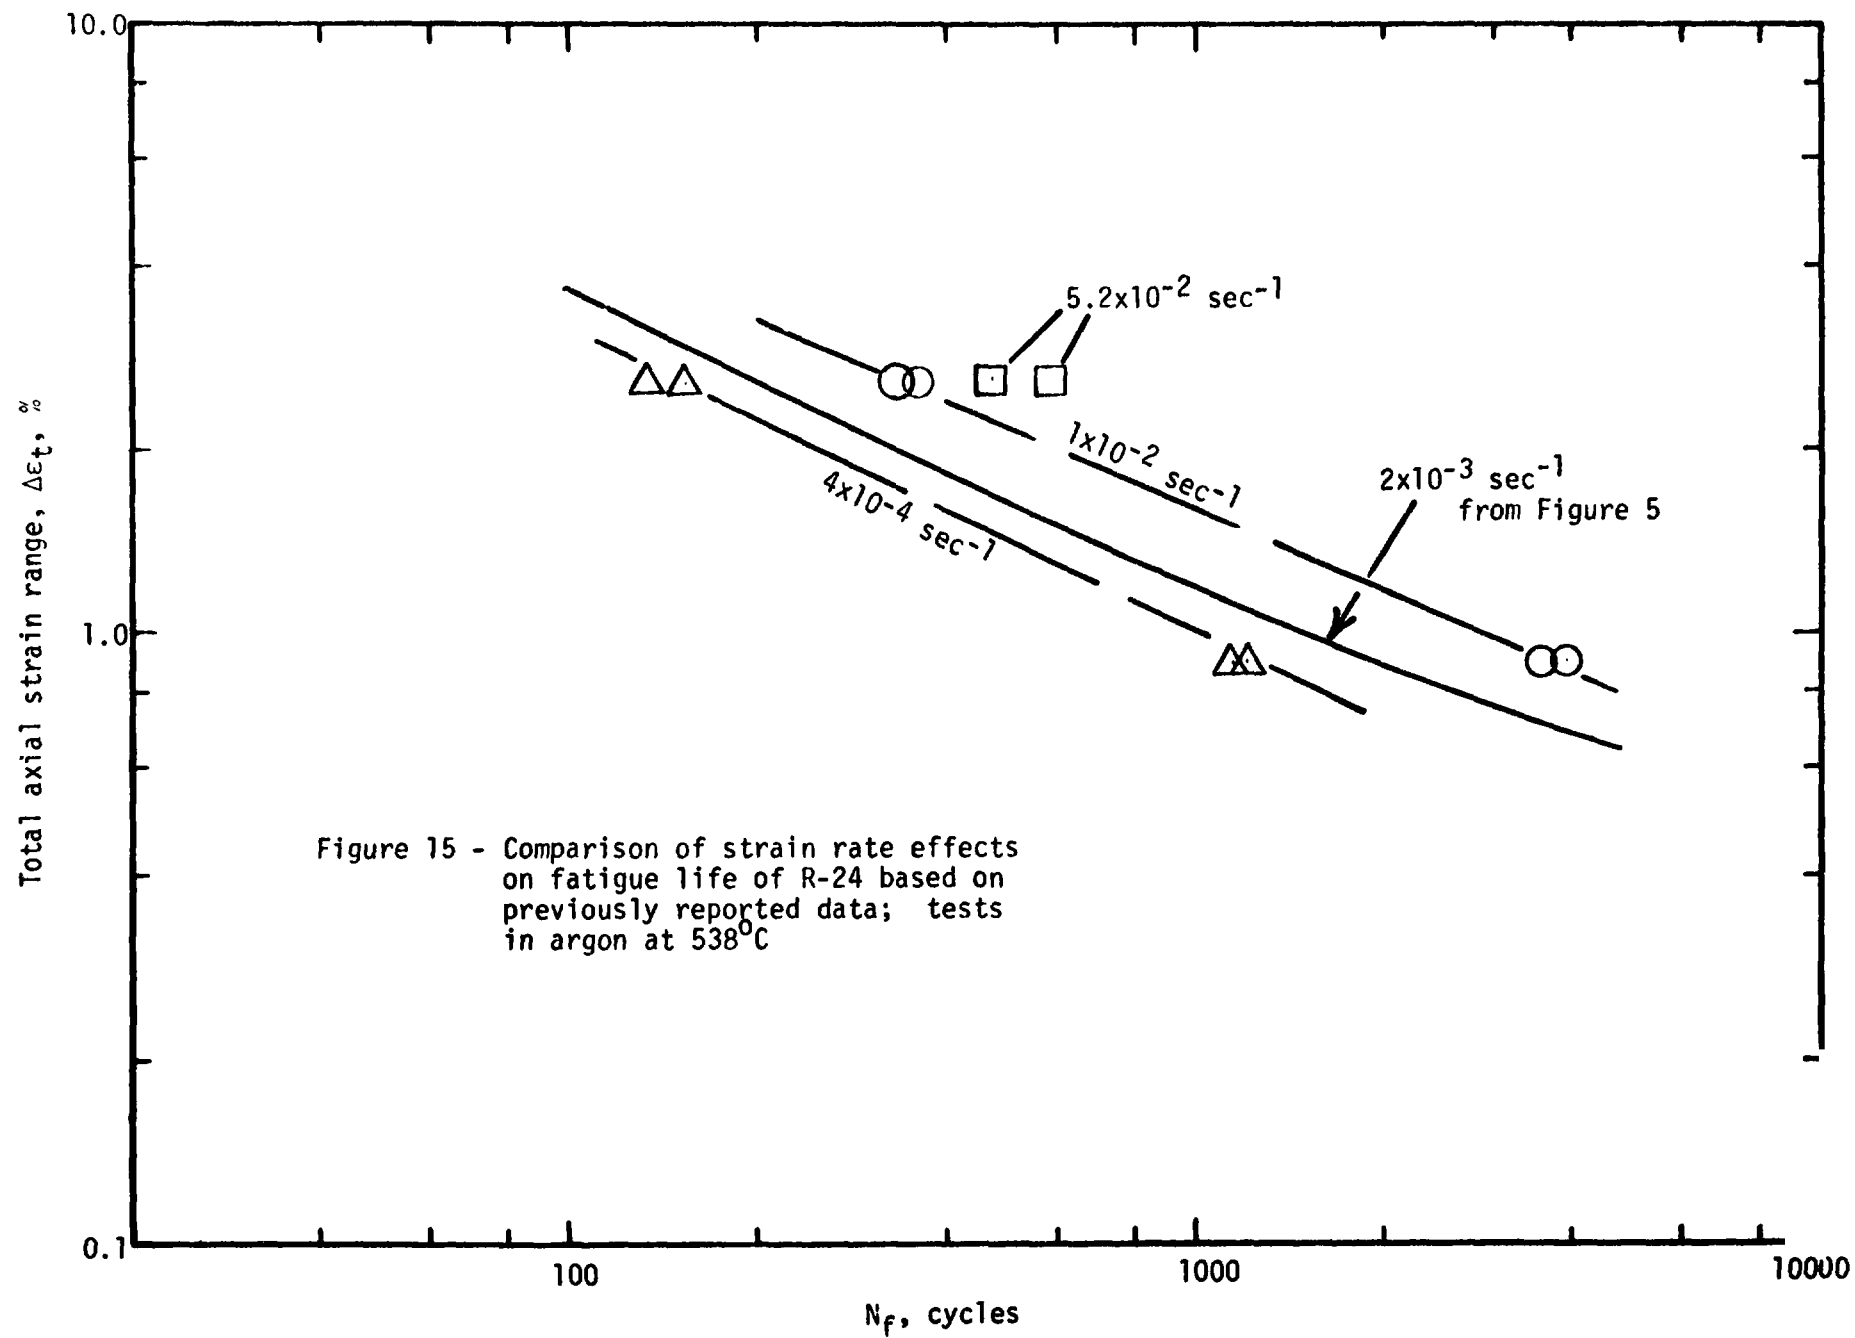 10.0
5.2x10-2 sec-1
1x10-2 sec-1
2x10-3 sec-1
from Figure 5
4x10-4 sec-1
Total axial strain range, Δεt, %
1.0
Figure 15 - Comparison of strain rate effects
on fatigue life of R-24 based on
previously reported data; tests
in argon at 538°C
0.1
100
1000
10000
Nf, cycles